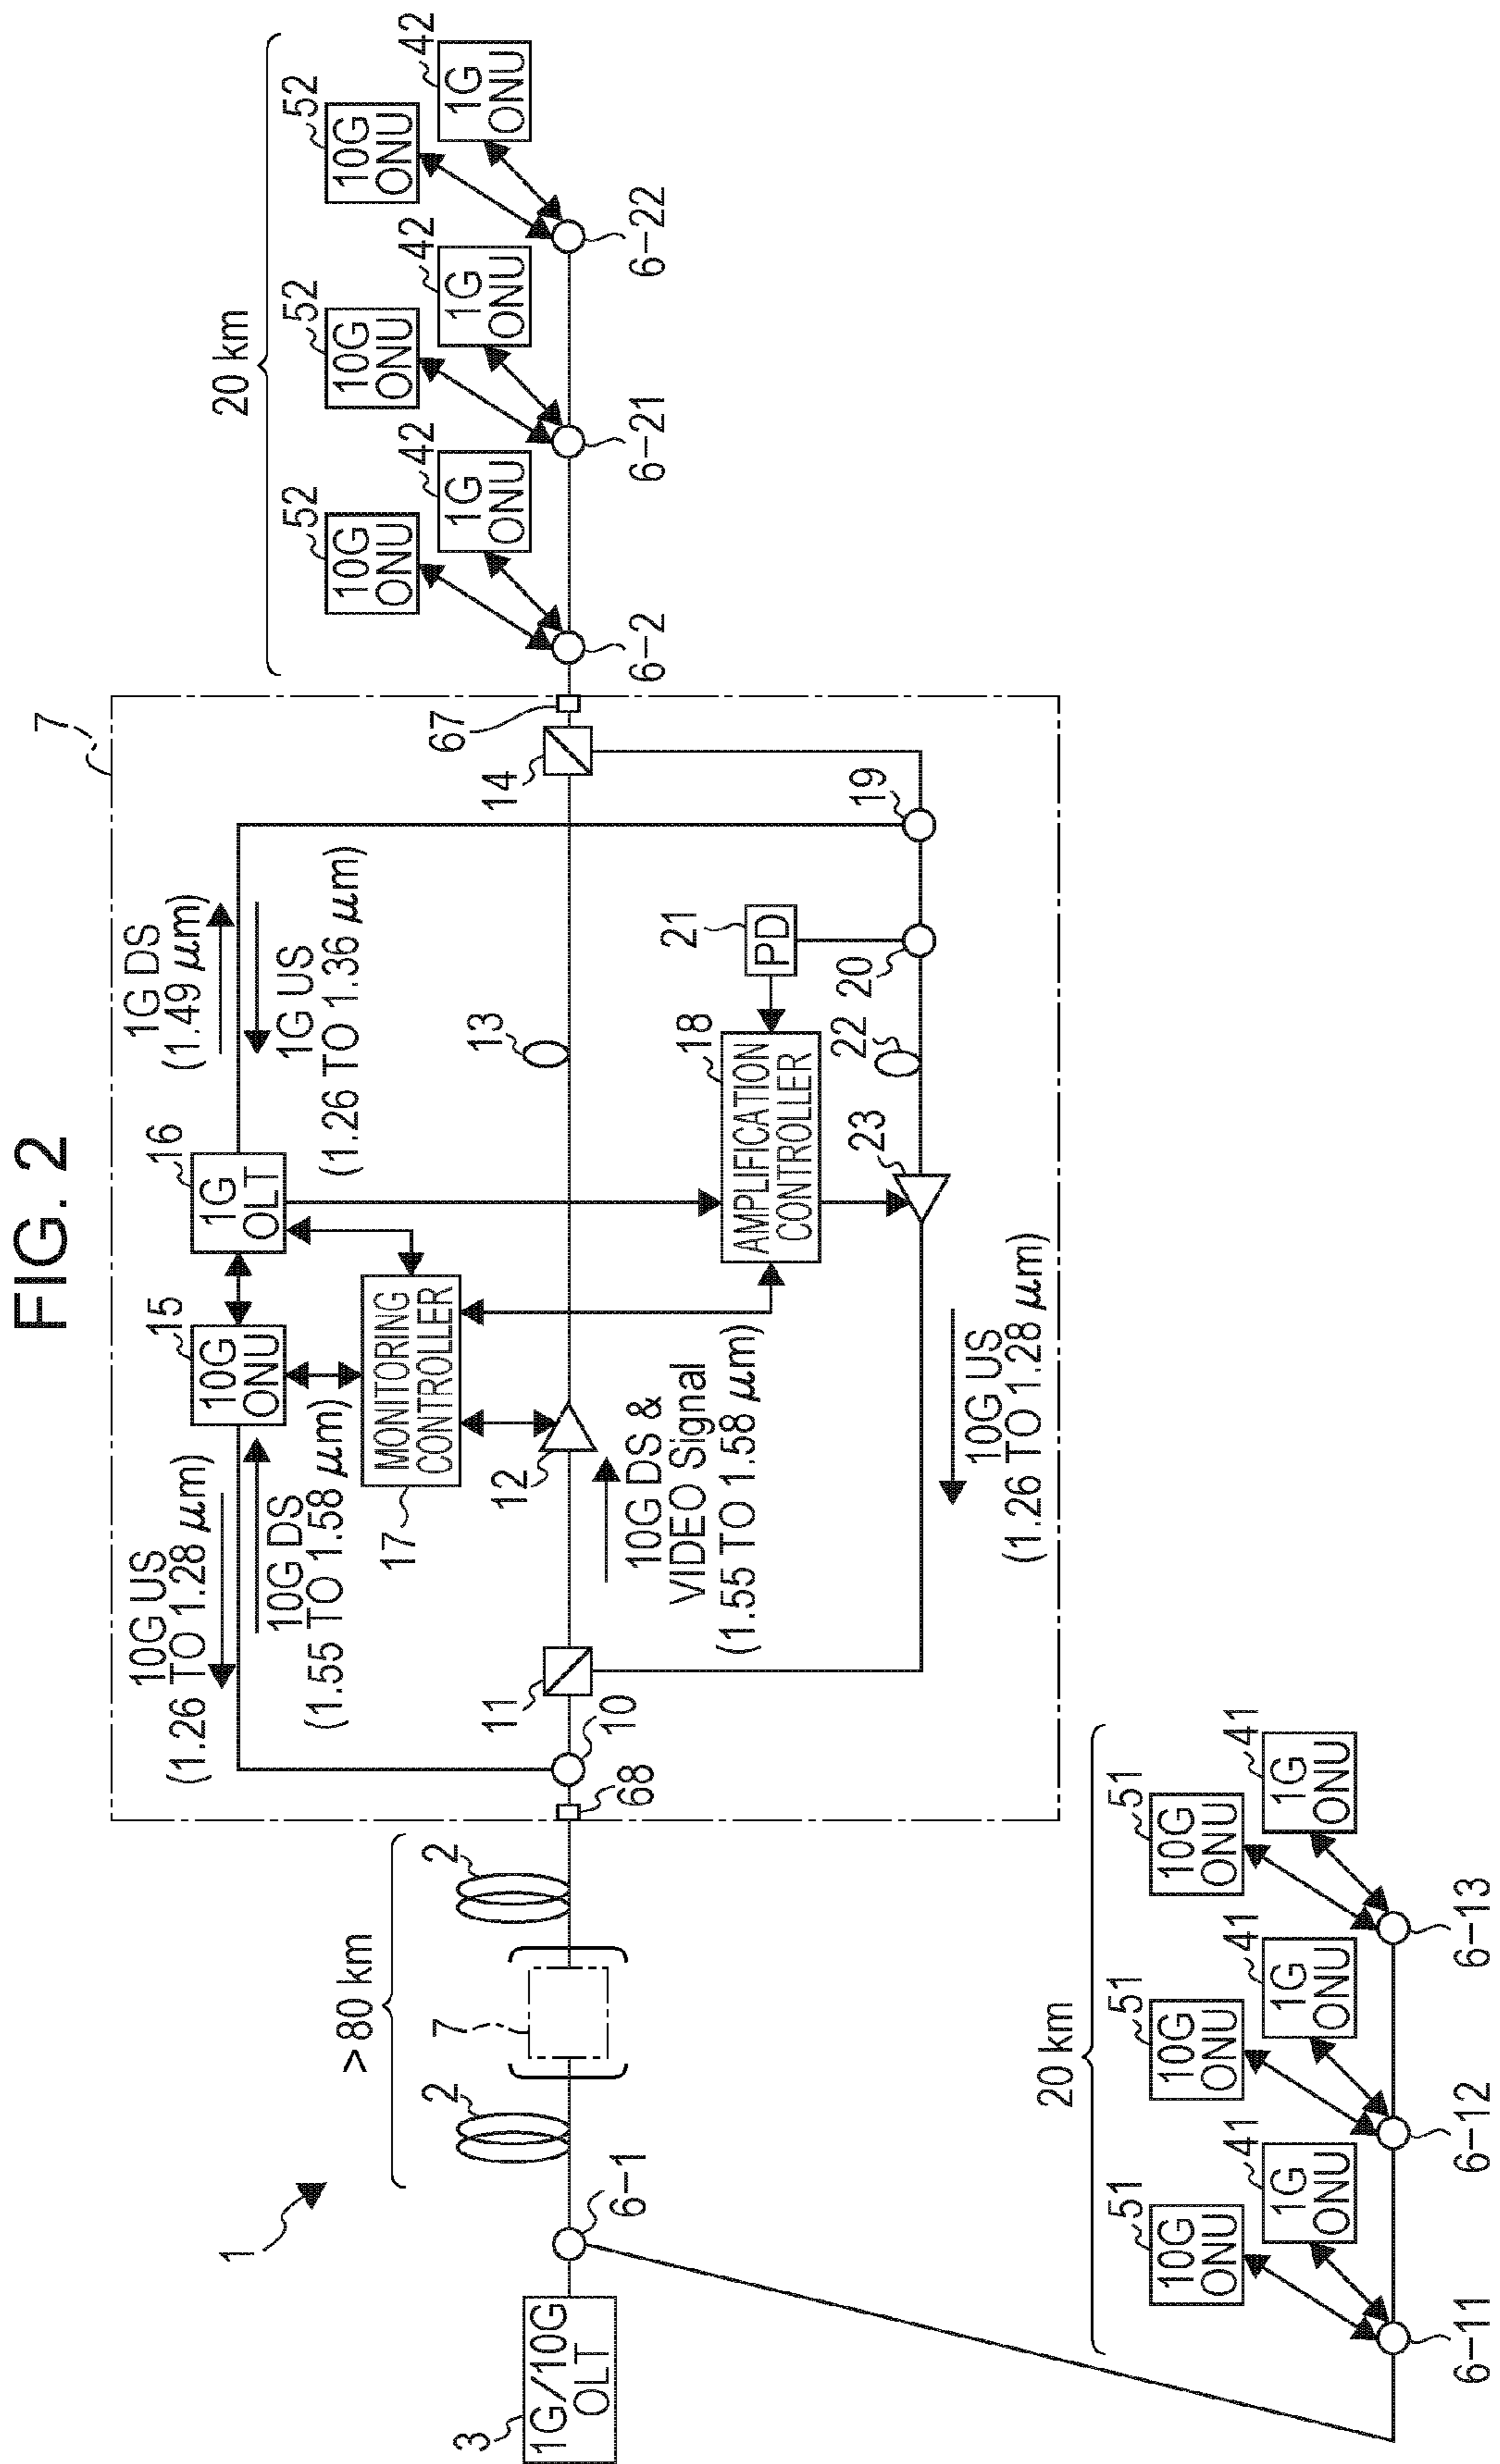 FIG. 2
1
3
1G/10G
OLT
6-1
>80 km
2
7
2
7
68
10
11
10G US
(1.26 TO 1.28 μm)
10G DS
(1.55 TO 1.58 μm)
15
10G
ONU
16
1G
OLT
1G DS
(1.49 μm)
1G US
(1.26 TO 1.36 μm)
17
MONITORING
CONTROLLER
12
10G DS &
VIDEO Signal
(1.55 TO 1.58 μm)
13
14
67
18
AMPLIFICATION
CONTROLLER
21
PD
19
20
22
23
10G US
(1.26 TO 1.28 μm)
20 km
52
10G
ONU
42
1G
ONU
52
10G
ONU
42
1G
ONU
52
10G
ONU
42
1G
ONU
6-2
6-21
6-22
20 km
51
10G
ONU
41
1G
ONU
51
10G
ONU
41
1G
ONU
51
10G
ONU
41
1G
ONU
6-11
6-12
6-13